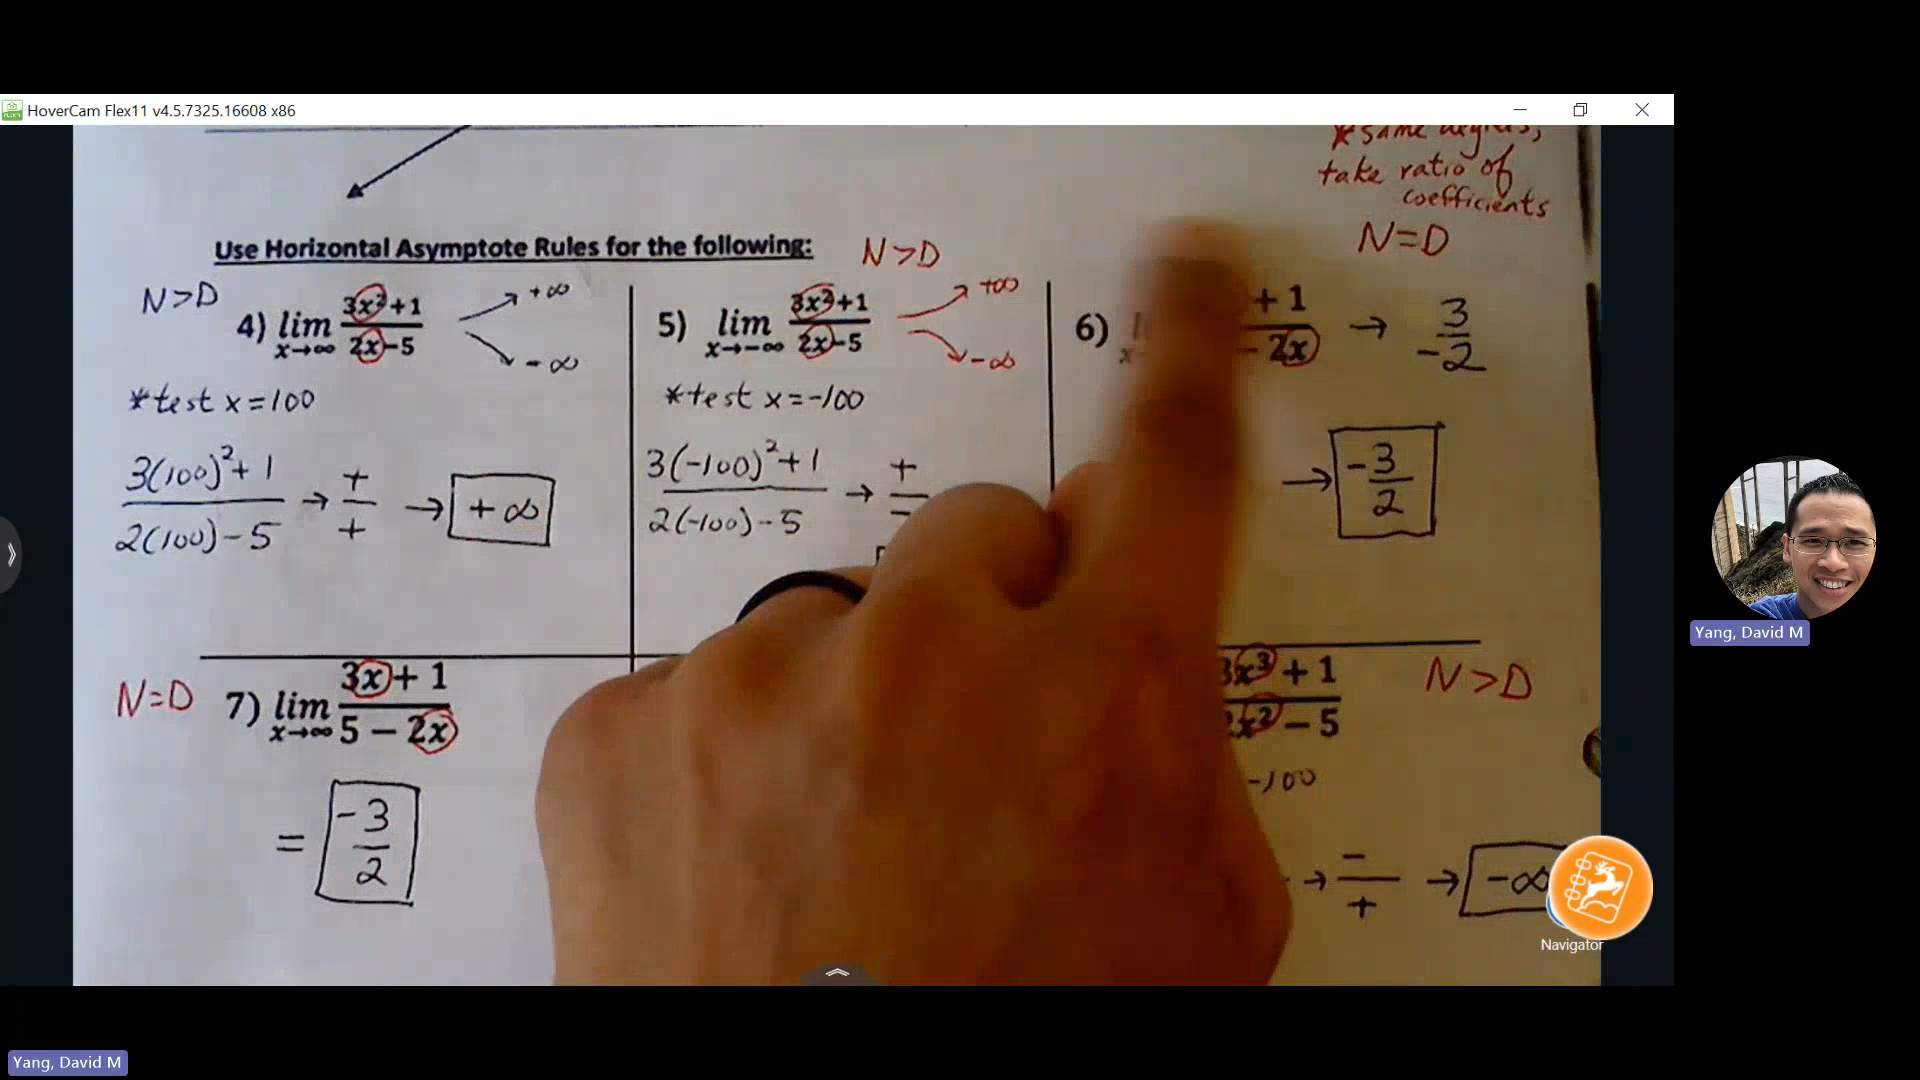 HoverCam Flex11 v4.5.7325.16608 x86
*same
take ratio of
coefficients
Use Horizontal Asymptote Rules for the following:
N>D
N=D
N>D
4) lim x→∞ 3x²+1 / 2x-5
+∞
-∞
*test x=100
3(100)²+1 / 2(100)-5 → + / + → +∞
5) lim x→-∞ 3x²+1 / 2x-5
+∞
-∞
*test x=-100
3(-100)²+1 / 2(-100)-5 → + / -
6) + 1 / - 2x → 3 / -2
→ -3 / 2
N=D
7) lim x→∞ 3x + 1 / 5 - 2x
= -3 / 2
3x³ + 1 / x² - 5
N>D
-100
→ - / + → -∞
Navigator
Yang, David M
Yang, David M